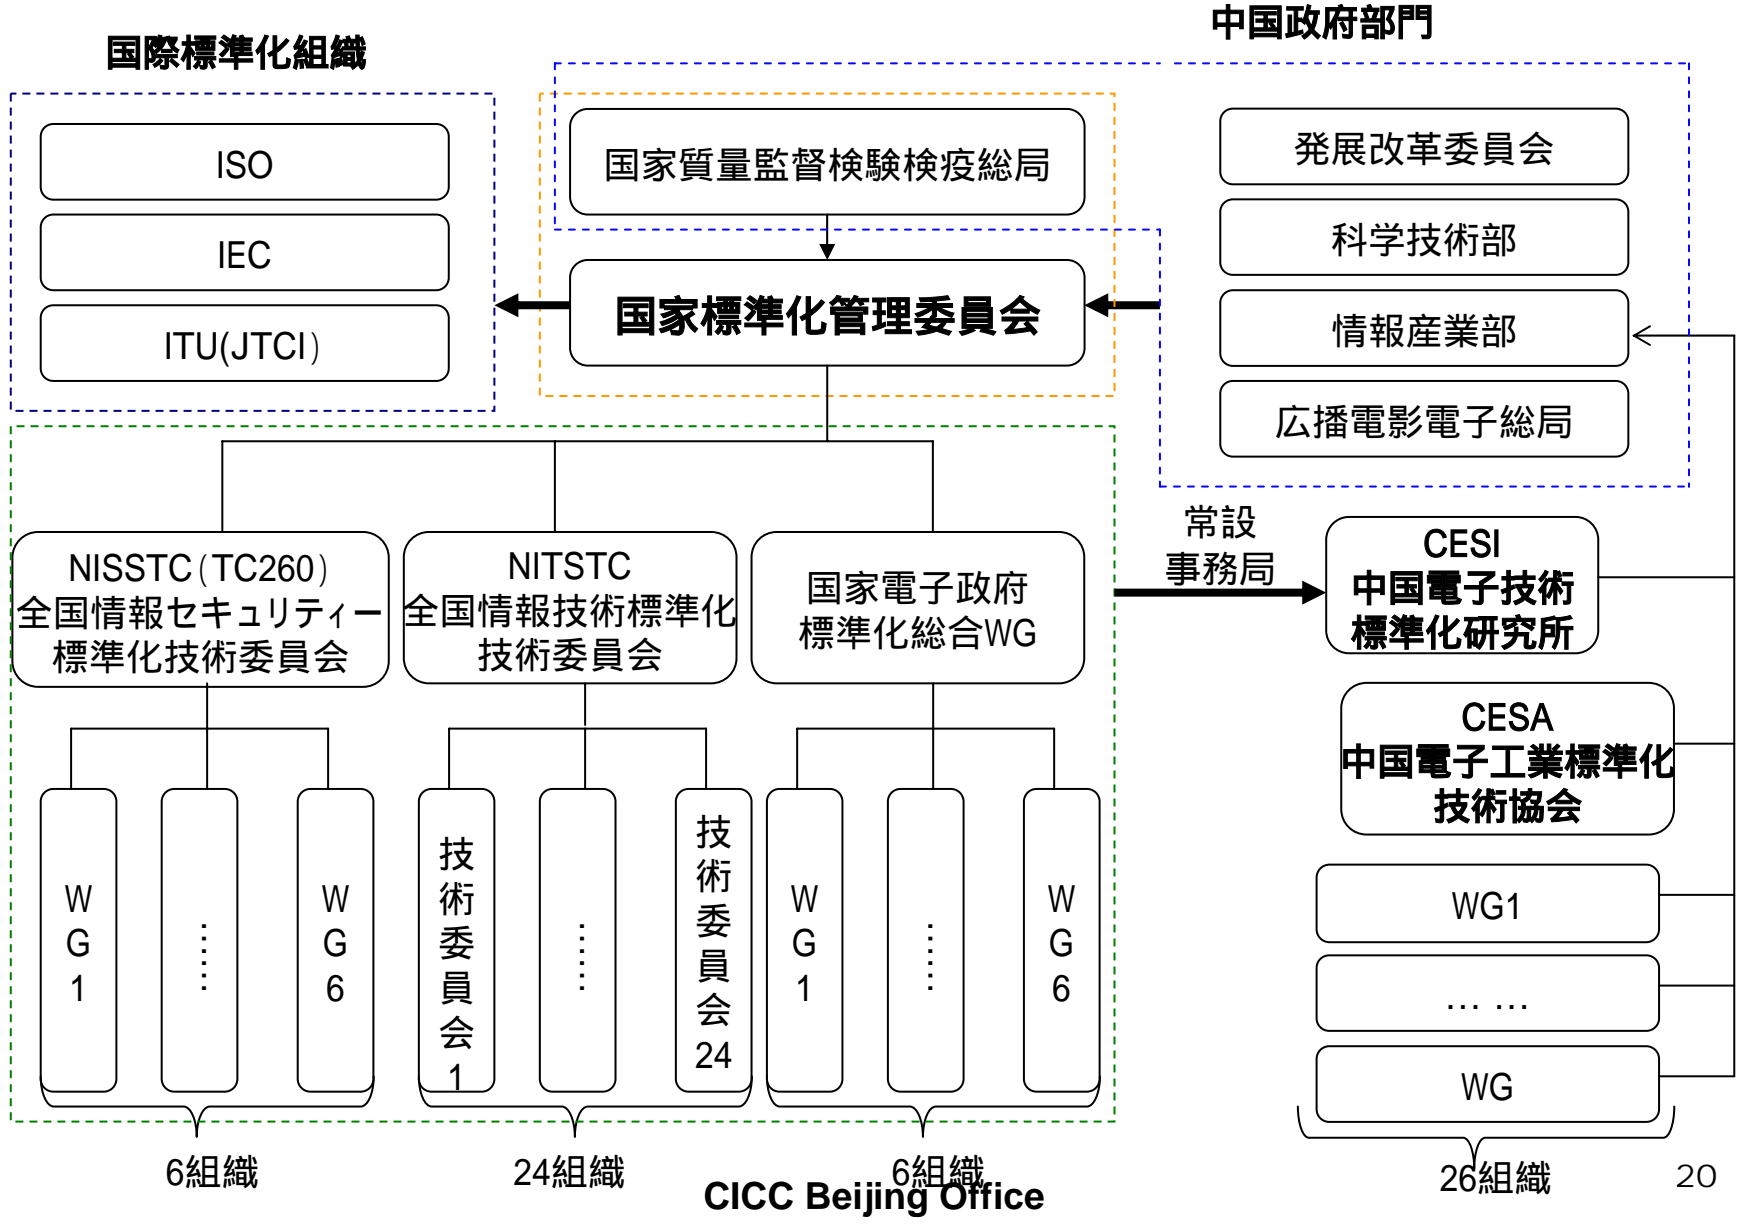 中国政府部門
国際標準化組織
ISO
IEC
ITU(JTCI)
国家質量監督検験検疫総局
国家標準化管理委員会
発展改革委員会
科学技術部
情報産業部
広播電影電子総局
NISSTC(TC260)
全国情報セキュリティー
標準化技術委員会
NITSTC
全国情報技術標準化
技術委員会
国家電子政府
標準化総合WG
常設
事務局
CESI
中国電子技術
標準化研究所
CESA
中国電子工業標準化
技術協会
WG1
……
WG6
技術委員会1
……
技術委員会24
WG1
……
WG6
WG1
… …
WG
6組織
24組織
6組織
26組織
CICC Beijing Office
20